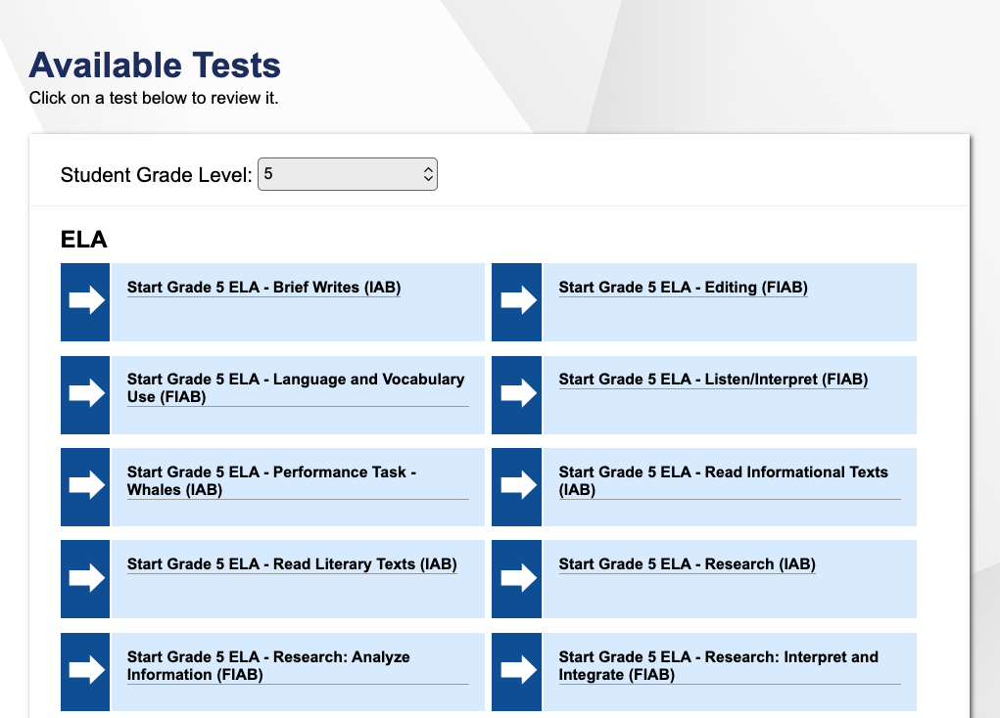 Available Tests
Click on a test below to review it.
Student Grade Level: 5
ELA
Start Grade 5 ELA - Brief Writes (IAB)
Start Grade 5 ELA - Editing (FIAB)
Start Grade 5 ELA - Language and Vocabulary
Use (FIAB)
Start Grade 5 ELA - Listen/Interpret (FIAB)
Start Grade 5 ELA - Performance Task -
Whales (IAB)
Start Grade 5 ELA - Read Informational Texts
(IAB)
Start Grade 5 ELA - Read Literary Texts (IAB)
Start Grade 5 ELA - Research (IAB)
Start Grade 5 ELA - Research: Analyze
Information (FIAB)
Start Grade 5 ELA - Research: Interpret and
Integrate (FIAB)